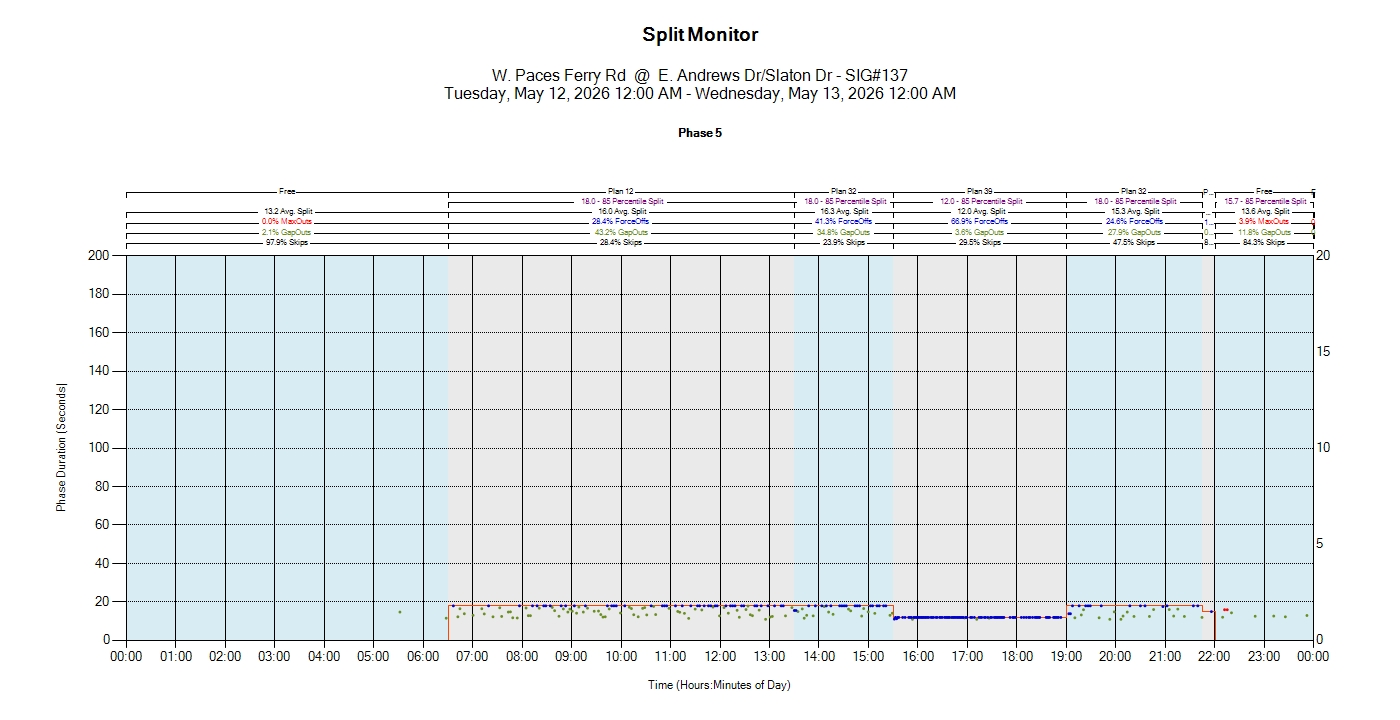 Split Monitor
W. Paces Ferry Rd @ E. Andrews Dr/Slaton Dr - SIG#137
Tuesday, May 12, 2026 12:00 AM - Wednesday, May 13, 2026 12:00 AM
Phase 5
Free Plan 12 Plan 32 Plan 39 Plan 32 P... Free F
18.0 - 85 Percentile Split 18.0 - 85 Percentile Split 12.0 - 85 Percentile Split 18.0 - 85 Percentile Split 15.7 - 85 Percentile Split
13.2 Avg. Split 16.0 Avg. Split 16.3 Avg. Split 12.0 Avg. Split 15.3 Avg. Split 13.6 Avg. Split
0.0% MaxOuts 28.4% ForceOffs 41.3% ForceOffs 66.9% ForceOffs 24.6% ForceOffs 1... 3.9% MaxOuts
2.1% GapOuts 43.2% GapOuts 34.8% GapOuts 3.6% GapOuts 27.9% GapOuts 0... 11.8% GapOuts
97.9% Skips 28.4% Skips 23.9% Skips 29.5% Skips 47.5% Skips 8... 84.3% Skips
200 20
180
160
15
140
120
100 10
80
60
5
40
20
0 0
Phase Duration (Seconds)
00:00 01:00 02:00 03:00 04:00 05:00 06:00 07:00 08:00 09:00 10:00 11:00 12:00 13:00 14:00 15:00 16:00 17:00 18:00 19:00 20:00 21:00 22:00 23:00 00:00
Time (Hours:Minutes of Day)